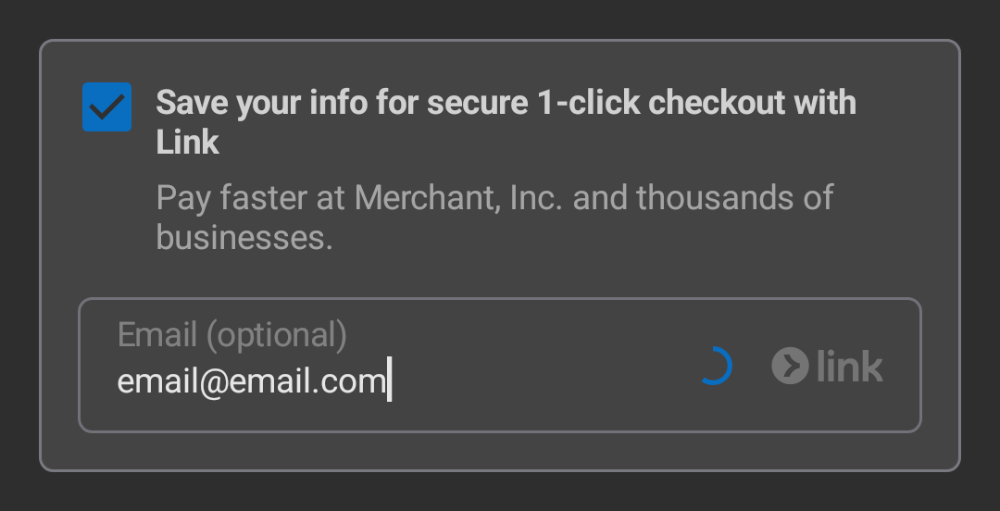 Save your info for secure 1-click checkout with
Link
Pay faster at Merchant, Inc. and thousands of
businesses.
Email (optional)
email@email.com
link